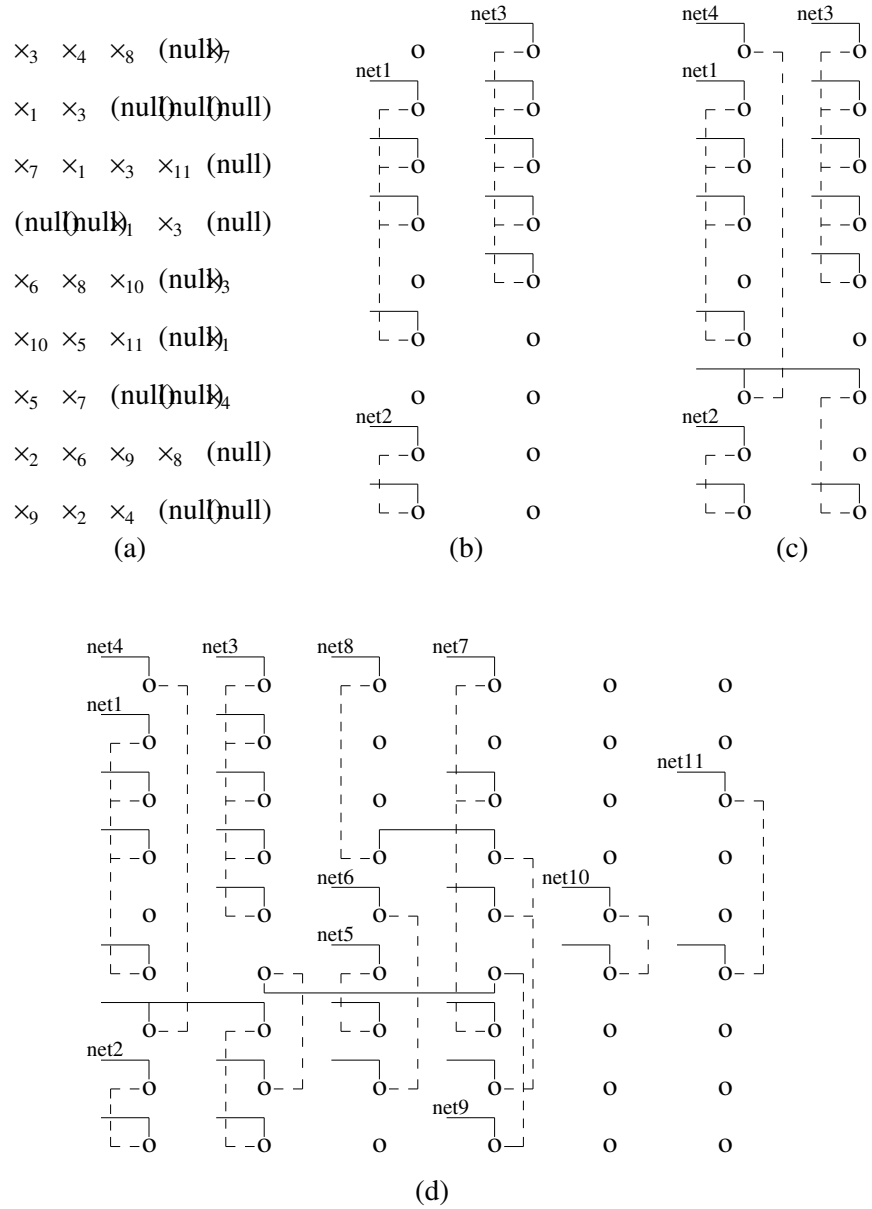 ×3 ×4 ×8 (null) ×7
×1 ×3 (null) (null) (null)
×7 ×1 ×3 ×11 (null)
(null) (null) ×1 ×3 (null)
×6 ×8 ×10 (null) ×3
×10 ×5 ×11 (null) ×1
×5 ×7 (null) (null) ×4
×2 ×6 ×9 ×8 (null)
×9 ×2 ×4 (null) (null)
(a)
net3
o o
net1
o o
o o
o o
o o
o o
o o
net2
o o
o o
(b)
net4 net3
o o
net1
o o
o o
o o
o o
o o
o o
net2
o o
o o
(c)
net4 net3 net8 net7
o o o o o o
net1
o o o o o o
net11
o o o o o o
o o o o o o
net6 net10
o o o o o o
net5
o o o o o o
o o o o o o
net2
o o o o o o
net9
o o o o o o
(d)